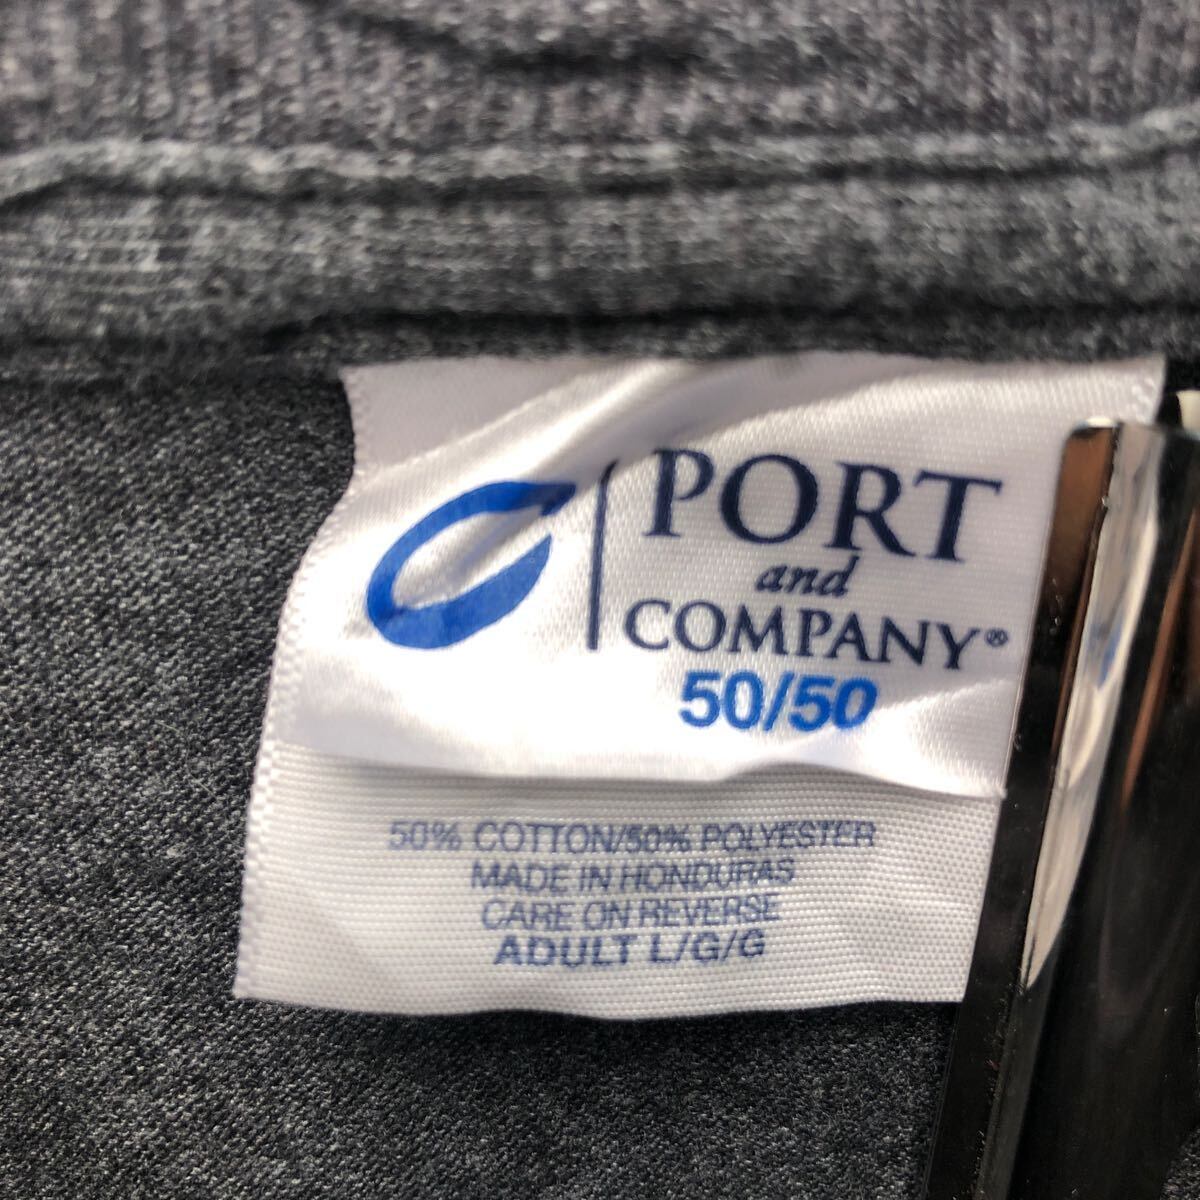 PORT
and
COMPANY®
50/50
50% COTTON/50% POLYESTER
MADE IN HONDURAS
CARE ON REVERSE
ADULT L/G/G